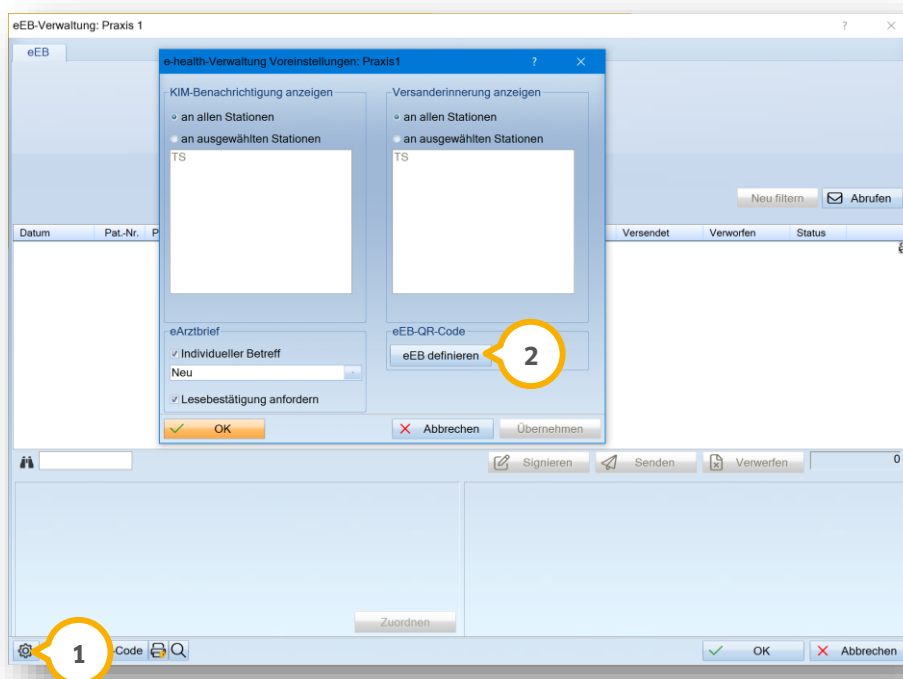 eEB-Verwaltung: Praxis 1
eEB
e-health-Verwaltung Voreinstellungen: Praxis1
KIM-Benachrichtigung anzeigen
an allen Stationen
an ausgewählten Stationen
TS
Versanderinnerung anzeigen
an allen Stationen
an ausgewählten Stationen
TS
Neu filtern
Abrufen
Datum Pat.-Nr. P Versendet Verworfen Status
eArztbrief
Individueller Betreff
Neu
Lesebestätigung anfordern
eEB-QR-Code
eEB definieren
2
OK Abbrechen Übernehmen
Signieren Senden Verwerfen 0
Zuordnen
1
-Code
OK Abbrechen